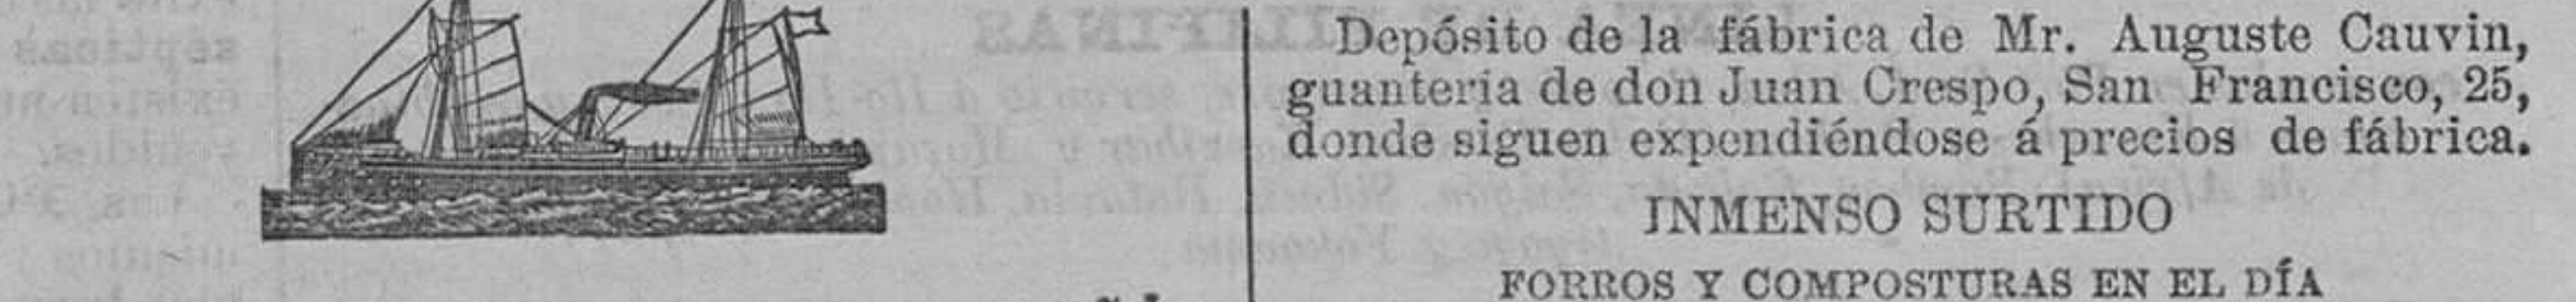 Depósito de la fábrica de Mr. Auguste Cauvin,
guanteria de don Juan Crespo, San Francisco, 25,
donde siguen expendiéndose á precios de fábrica.
INMENSO SURTIDO
FORROS Y COMPOSTURAS EN EL DÍA